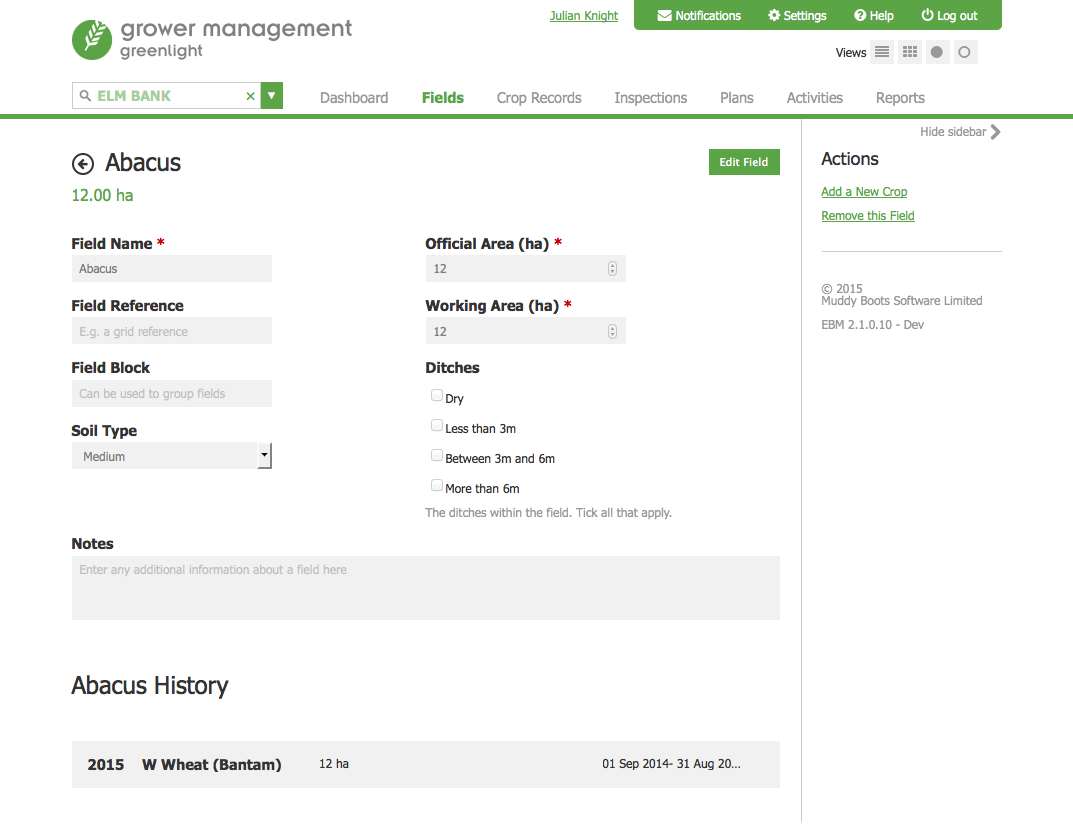 grower management
greenlight
Julian Knight
Notifications Settings Help Log out
Views
ELM BANK
Dashboard Fields Crop Records Inspections Plans Activities Reports
Hide sidebar
Abacus
Edit Field
12.00 ha
Field Name *
Abacus
Official Area (ha) *
12
Field Reference
E.g. a grid reference
Working Area (ha) *
12
Field Block
Can be used to group fields
Soil Type
Medium
Ditches
Dry
Less than 3m
Between 3m and 6m
More than 6m
The ditches within the field. Tick all that apply.
Notes
Enter any additional information about a field here
Abacus History
2015 W Wheat (Bantam) 12 ha 01 Sep 2014- 31 Aug 20...
Actions
Add a New Crop
Remove this Field
© 2015
Muddy Boots Software Limited
EBM 2.1.0.10 - Dev